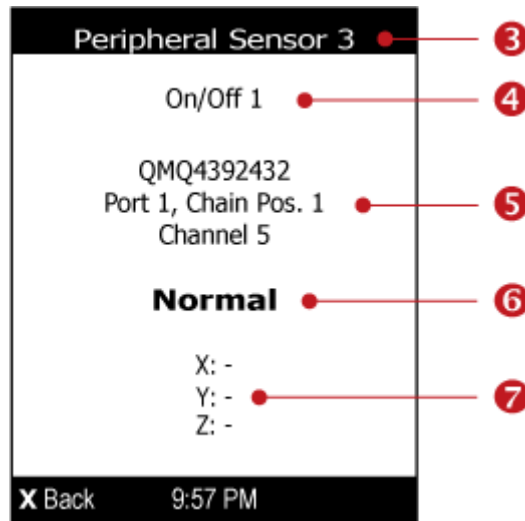 Peripheral Sensor 3
3
On/Off 1
4
QMQ4392432
Port 1, Chain Pos. 1
5
Channel 5
Normal
6
X: -
Y: -
7
Z: -
X Back 9:57 PM